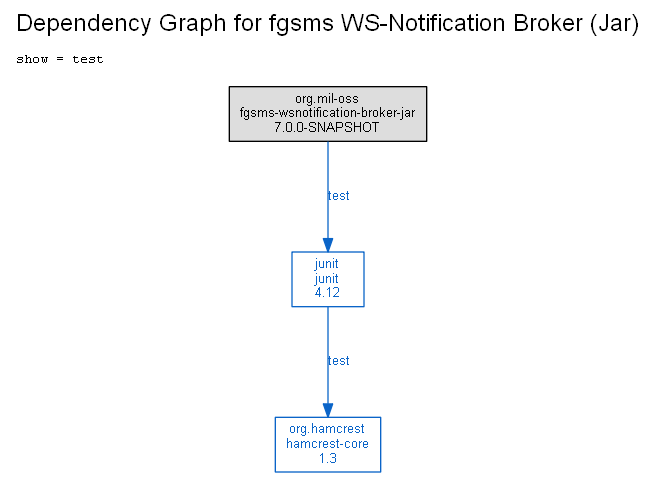 Dependency Graph for fgsms WS-Notification Broker (Jar)
show = test
org.mil-oss
fgsms-wsnotification-broker-jar
7.0.0-SNAPSHOT
test
junit
junit
4.12
test
org.hamcrest
hamcrest-core
1.3